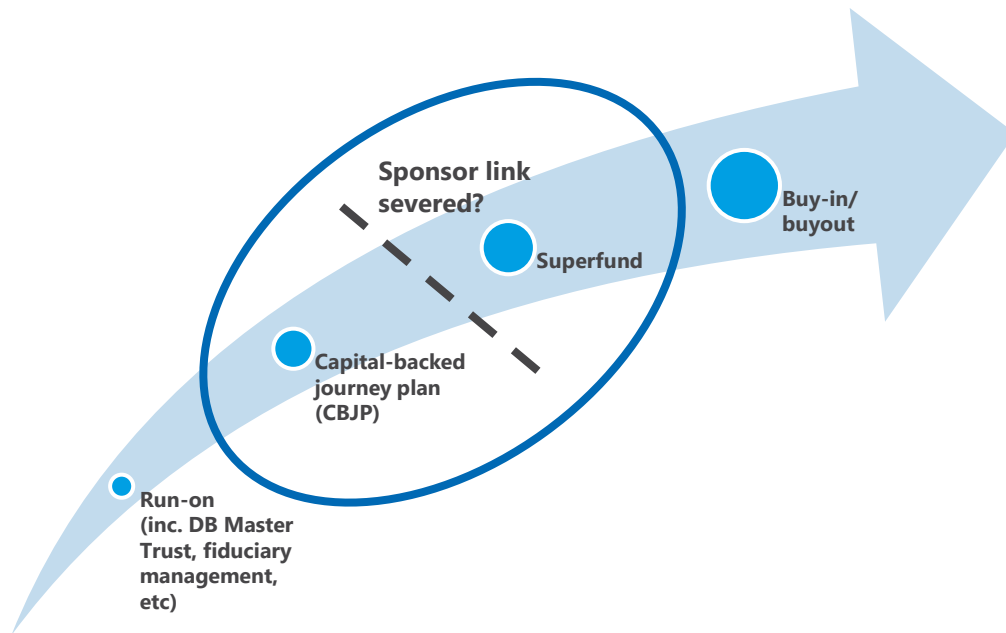 Sponsor link
severed?
Buy-in/
buyout
Superfund
Capital-backed
journey plan
(CBJP)
Run-on
(inc. DB Master
Trust, fiduciary
management,
etc)